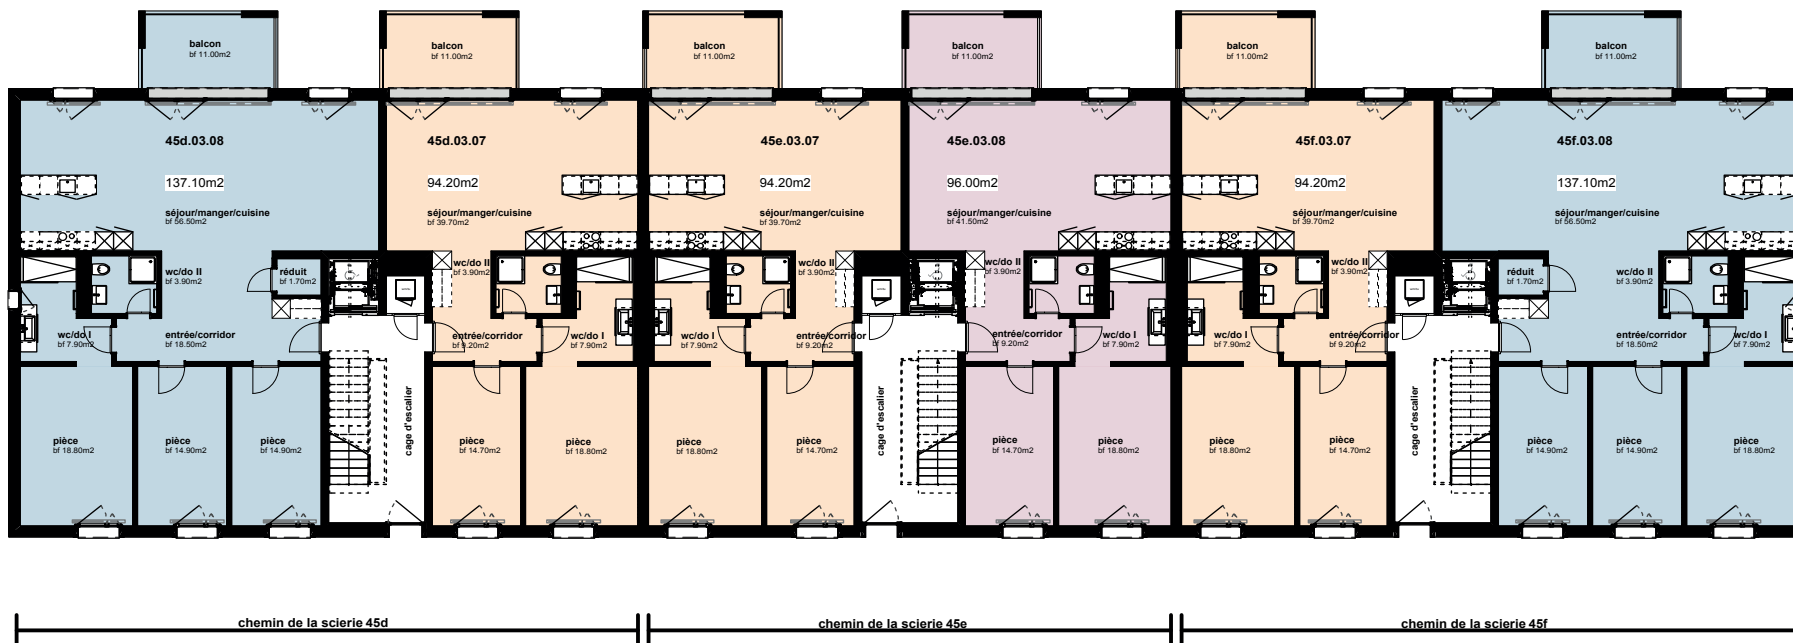 balcon
bf 11.00m2
balcon
bf 11.00m2
balcon
bf 11.00m2
balcon
bf 11.00m2
balcon
bf 11.00m2
balcon
bf 11.00m2
45d.03.08
137.10m2
séjour/manger/cuisine
bf 56.50m2
45d.03.07
94.20m2
séjour/manger/cuisine
bf 39.70m2
45e.03.07
94.20m2
séjour/manger/cuisine
bf 39.70m2
45e.03.08
96.00m2
séjour/manger/cuisine
bf 41.50m2
45f.03.07
94.20m2
séjour/manger/cuisine
bf 39.70m2
45f.03.08
137.10m2
séjour/manger/cuisine
bf 56.50m2
wc/do II
bf 3.90m2
réduit
bf 1.70m2
wc/do II
bf 3.90m2
wc/do II
bf 3.90m2
wc/do II
bf 3.90m2
wc/do II
bf 3.90m2
réduit
bf 1.70m2
wc/do II
bf 3.90m2
wc/do I
bf 7.90m2
entrée/corridor
bf 18.50m2
entrée/corridor
bf 9.20m2
wc/do I
bf 7.90m2
wc/do I
bf 7.90m2
entrée/corridor
bf 9.20m2
entrée/corridor
bf 9.20m2
wc/do I
bf 7.90m2
wc/do I
bf 7.90m2
entrée/corridor
bf 9.20m2
entrée/corridor
bf 18.50m2
wc/do I
bf 7.90m2
cage d'escalier
cage d'escalier
cage d'escalier
pièce
bf 18.80m2
pièce
bf 14.90m2
pièce
bf 14.90m2
pièce
bf 14.70m2
pièce
bf 18.80m2
pièce
bf 18.80m2
pièce
bf 14.70m2
pièce
bf 14.70m2
pièce
bf 18.80m2
pièce
bf 18.80m2
pièce
bf 14.70m2
pièce
bf 14.90m2
pièce
bf 14.90m2
pièce
bf 18.80m2
chemin de la scierie 45d
chemin de la scierie 45e
chemin de la scierie 45f